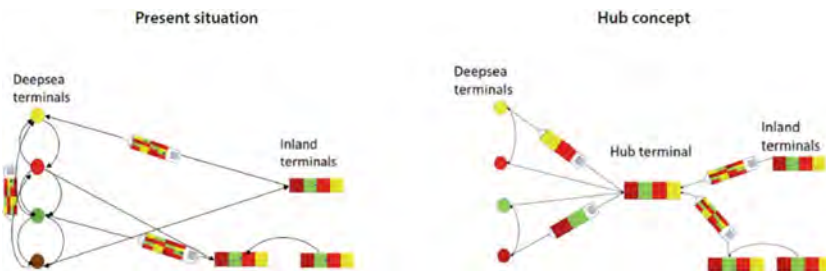 Present situation
Deepsea
terminals
Inland
terminals
Hub concept
Deepsea
terminals
Hub terminal
Inland
terminals